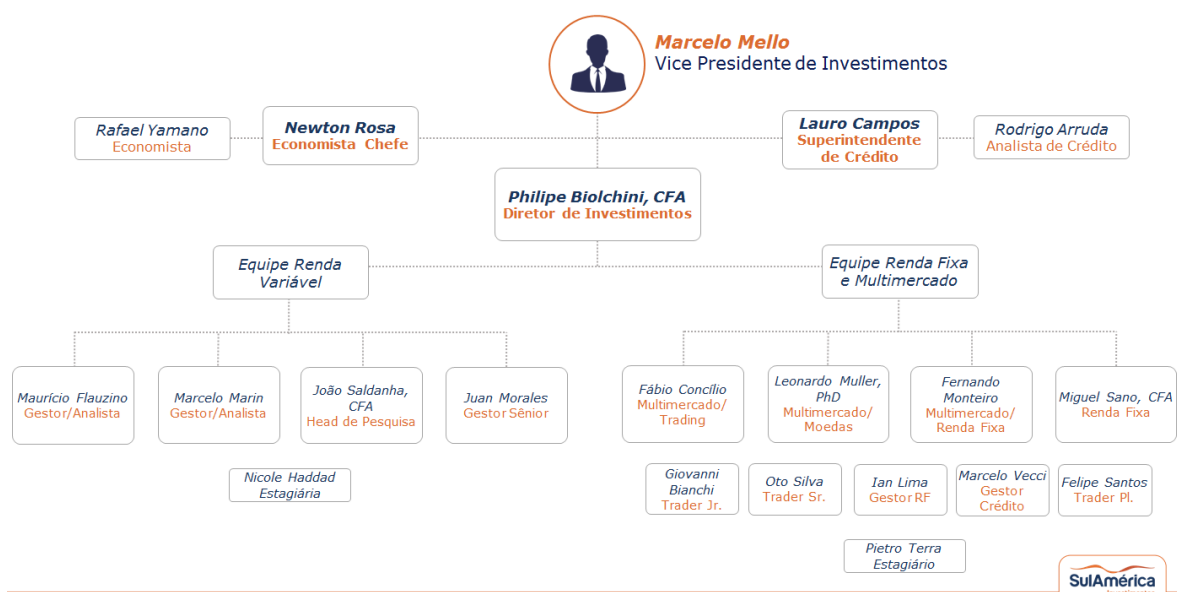 Marcelo Mello
Vice Presidente de Investimentos
Rafael Yamano
Economista
Newton Rosa
Economista Chefe
Lauro Campos
Superintendente
de Crédito
Rodrigo Arruda
Analista de Crédito
Philipe Biolchini, CFA
Diretor de Investimentos
Equipe Renda
Variável
Equipe Renda Fixa
e Multimercado
Maurício Flauzino
Gestor/Analista
Marcelo Marin
Gestor/Analista
João Saldanha,
CFA
Head de Pesquisa
Juan Morales
Gestor Sênior
Fábio Concílio
Multimercado/
Trading
Leonardo Muller,
PhD
Multimercado/
Moedas
Fernando
Monteiro
Multimercado/
Renda Fixa
Miguel Sano, CFA
Renda Fixa
Nicole Haddad
Estagiária
Giovanni
Bianchi
Trader Jr.
Oto Silva
Trader Sr.
Ian Lima
Gestor RF
Marcelo Vecci
Gestor
Crédito
Felipe Santos
Trader Pl.
Pietro Terra
Estagiário
SulAmérica